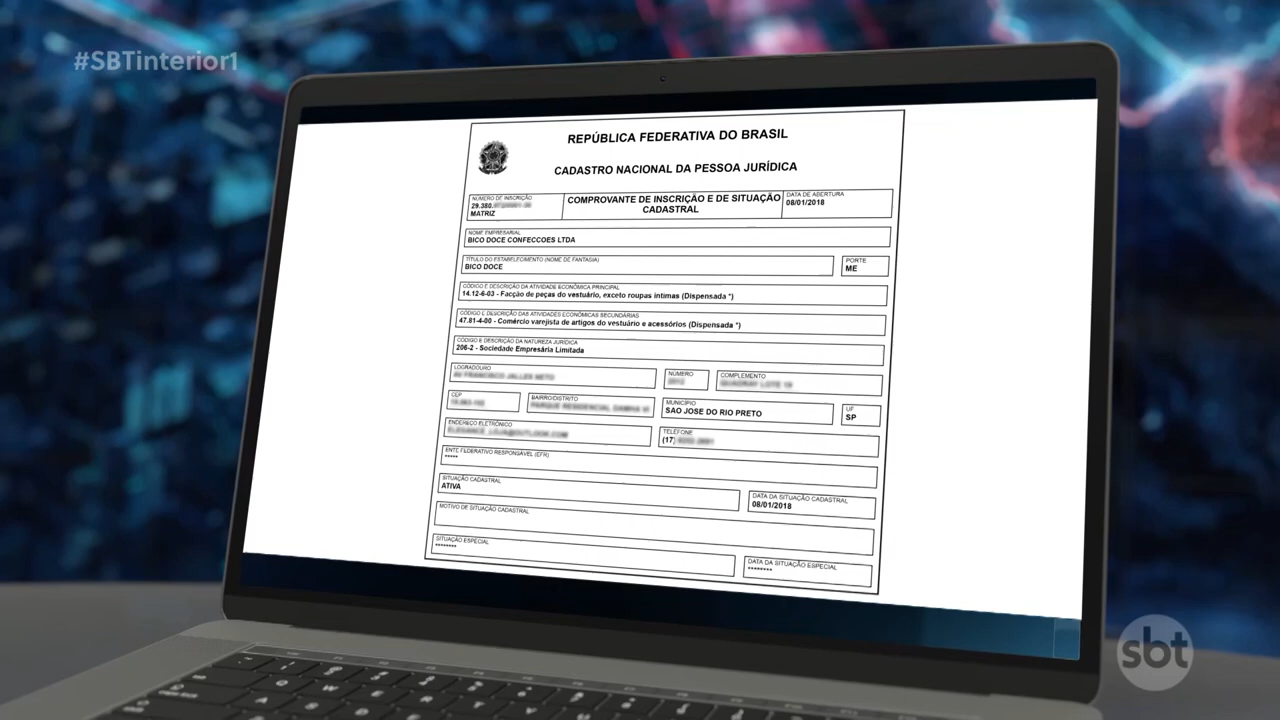 #SBTinterior1
REPÚBLICA FEDERATIVA DO BRASIL
CADASTRO NACIONAL DA PESSOA JURÍDICA
NÚMERO DE INSCRIÇÃO
29.380.
MATRIZ
COMPROVANTE DE INSCRIÇÃO E DE SITUAÇÃO
CADASTRAL
DATA DE ABERTURA
08/01/2018
NOME EMPRESARIAL
BICO DOCE CONFECCOES LTDA
TÍTULO DO ESTABELECIMENTO (NOME DE FANTASIA)
BICO DOCE
PORTE
ME
CÓDIGO E DESCRIÇÃO DA ATIVIDADE ECONÔMICA PRINCIPAL
14.12-6-03 - Facção de peças do vestuário, exceto roupas íntimas (Dispensada *)
CÓDIGO E DESCRIÇÃO DAS ATIVIDADES ECONÔMICAS SECUNDÁRIAS
47.81-4-00 - Comércio varejista de artigos do vestuário e acessórios (Dispensada *)
CÓDIGO E DESCRIÇÃO DA NATUREZA JURÍDICA
206-2 - Sociedade Empresária Limitada
LOGRADOURO
NÚMERO
COMPLEMENTO
CEP
BAIRRO/DISTRITO
MUNICÍPIO
SAO JOSE DO RIO PRETO
UF
SP
ENDEREÇO ELETRÔNICO
TELEFONE
(17)
ENTE FEDERATIVO RESPONSÁVEL (EFR)
*****
SITUAÇÃO CADASTRAL
ATIVA
DATA DA SITUAÇÃO CADASTRAL
08/01/2018
MOTIVO DE SITUAÇÃO CADASTRAL
SITUAÇÃO ESPECIAL
********
DATA DA SITUAÇÃO ESPECIAL
********
sbt